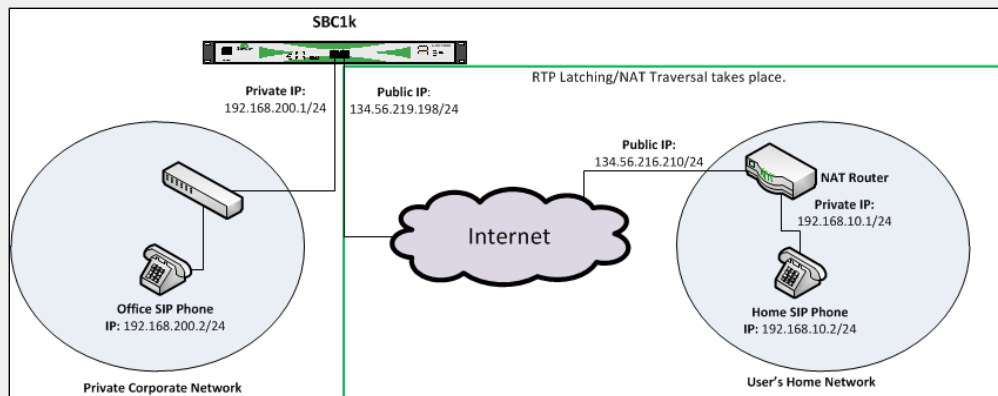 SBC1k
RTP Latching/NAT Traversal takes place.
Private IP:
192.168.200.1/24
Public IP:
134.56.219.198/24
Public IP:
134.56.216.210/24
NAT Router
Private IP:
192.168.10.1/24
Internet
Office SIP Phone
IP: 192.168.200.2/24
Home SIP Phone
IP: 192.168.10.2/24
Private Corporate Network
User's Home Network